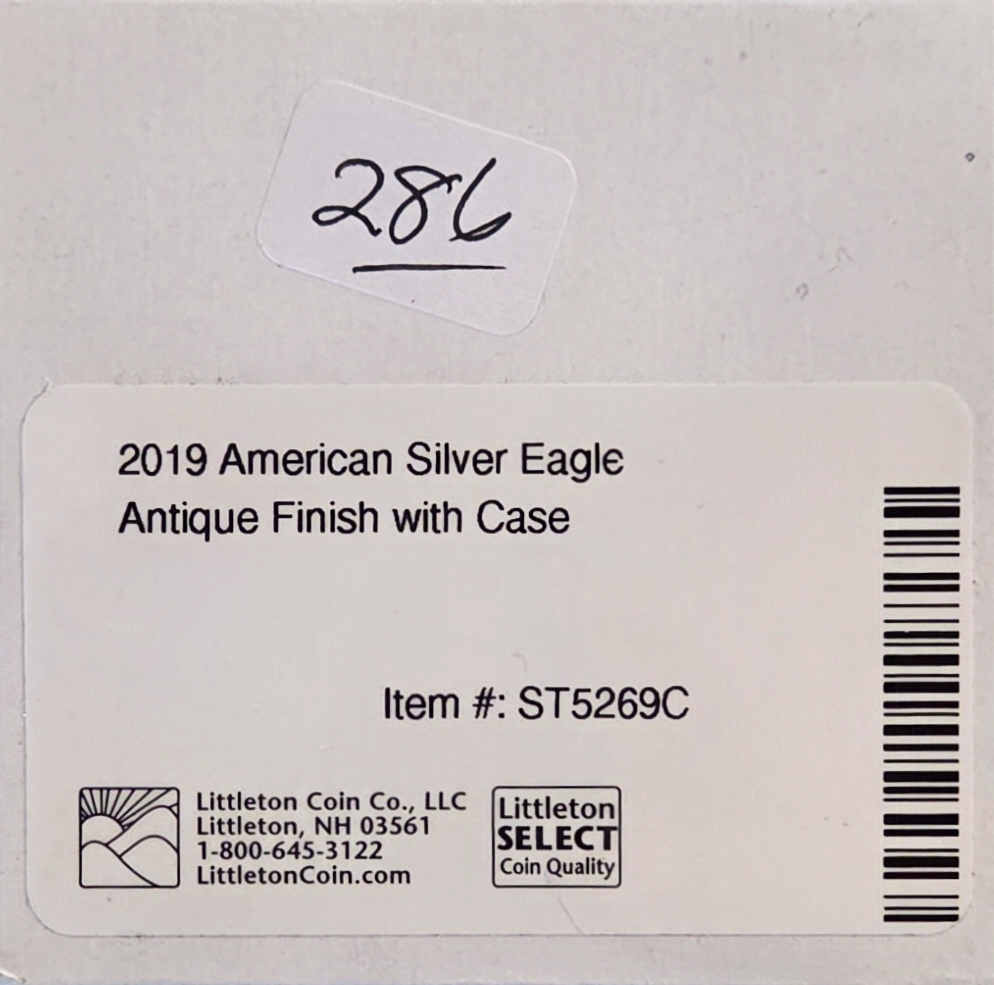 286
2019 American Silver Eagle
Antique Finish with Case
Item #: ST5269C
Littleton Coin Co., LLC
Littleton, NH 03561
1-800-645-3122
LittletonCoin.com
Littleton
SELECT
Coin Quality